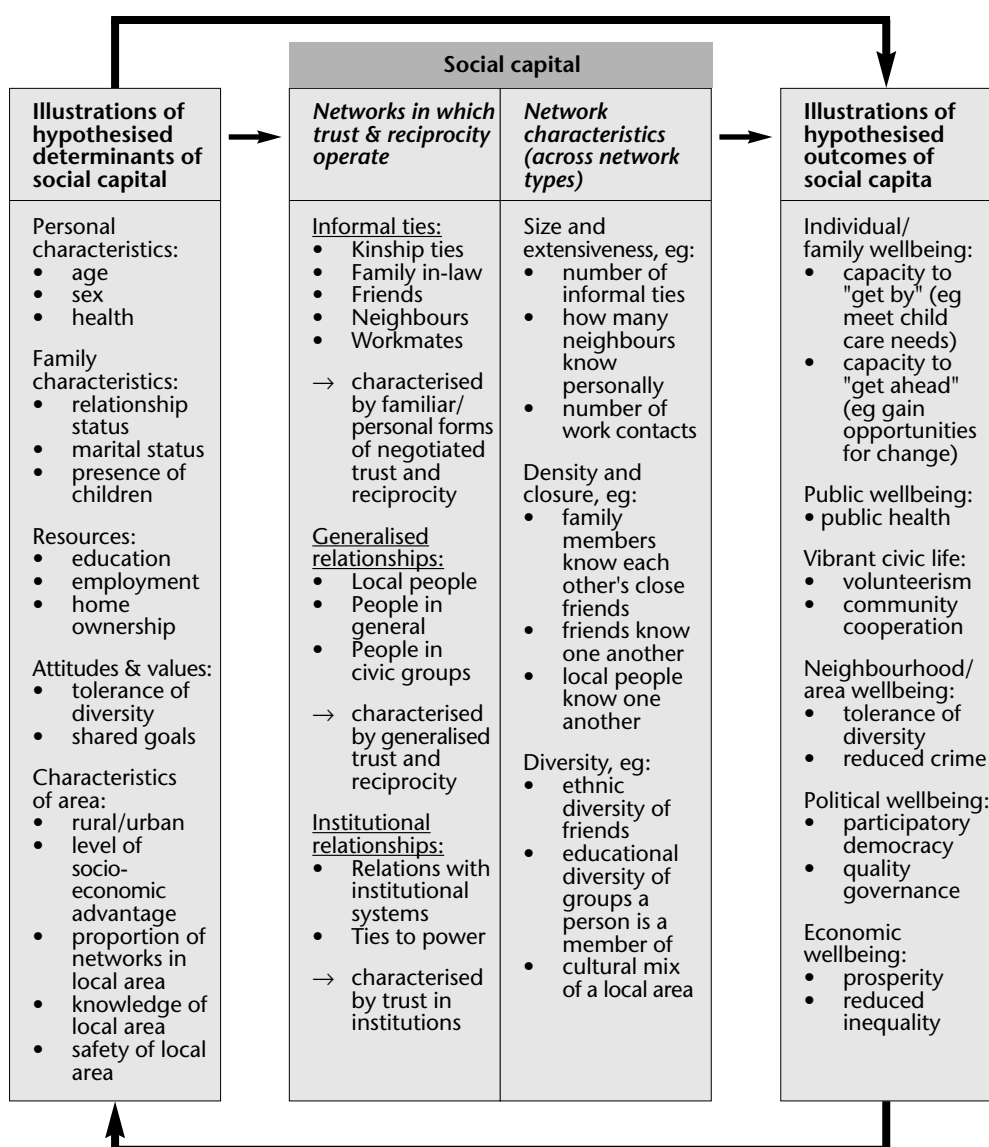 Social capital
Illustrations of
hypothesised
determinants of
social capital
Personal
characteristics:
• age
• sex
• health
Family
characteristics:
• relationship
status
• marital status
• presence of
children
Resources:
• education
• employment
• home
ownership
Attitudes & values:
• tolerance of
diversity
• shared goals
Characteristics
of area:
• rural/urban
• level of
socio-
economic
advantage
• proportion of
networks in
local area
• knowledge of
local area
• safety of local
area
Networks in which
trust & reciprocity
operate
Informal ties:
• Kinship ties
• Family in-law
• Friends
• Neighbours
• Workmates
→ characterised
by familiar/
personal forms
of negotiated
trust and
reciprocity
Generalised
relationships:
• Local people
• People in
general
• People in
civic groups
→ characterised
by generalised
trust and
reciprocity
Institutional
relationships:
• Relations with
institutional
systems
• Ties to power
→ characterised
by trust in
institutions
Network
characteristics
(across network
types)
Size and
extensiveness, eg:
• number of
informal ties
• how many
neighbours
know
personally
• number of
work contacts
Density and
closure, eg:
• family
members
know each
other's close
friends
• friends know
one another
• local people
know one
another
Diversity, eg:
• ethnic
diversity of
friends
• educational
diversity of
groups a
person is a
member of
• cultural mix
of a local area
Illustrations of
hypothesised
outcomes of
social capita
Individual/
family wellbeing:
• capacity to
"get by" (eg
meet child
care needs)
• capacity to
"get ahead"
(eg gain
opportunities
for change)
Public wellbeing:
• public health
Vibrant civic life:
• volunteerism
• community
cooperation
Neighbourhood/
area wellbeing:
• tolerance of
diversity
• reduced crime
Political wellbeing:
• participatory
democracy
• quality
governance
Economic
wellbeing:
• prosperity
• reduced
inequality